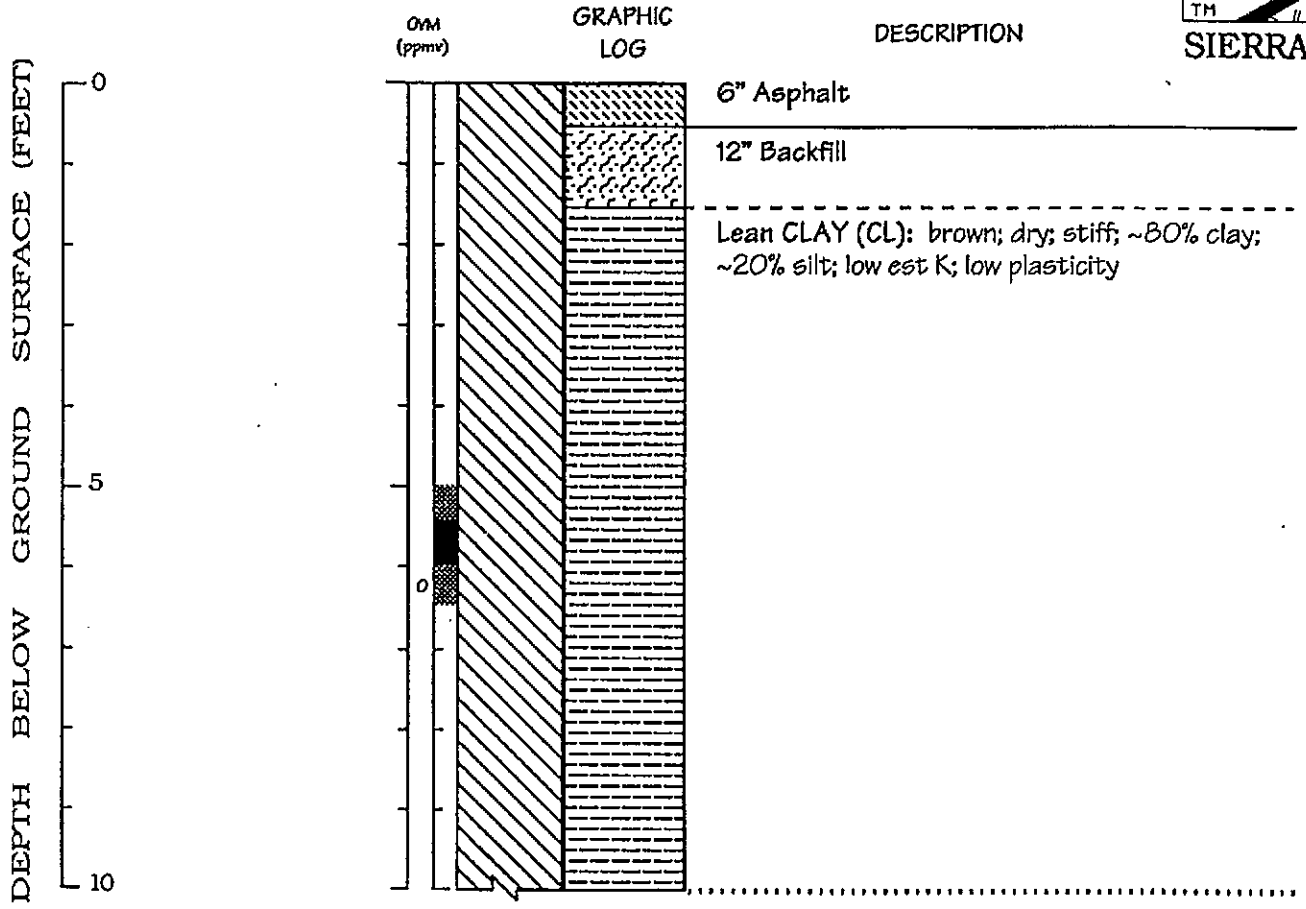 OVM
(ppmv)
GRAPHIC
LOG
DESCRIPTION
TM
SIERRA
DEPTH BELOW GROUND SURFACE (FEET)
0
6" Asphalt
12" Backfill
Lean CLAY (CL): brown; dry; stiff; ~80% clay;
~20% silt; low est K; low plasticity
5
0
10